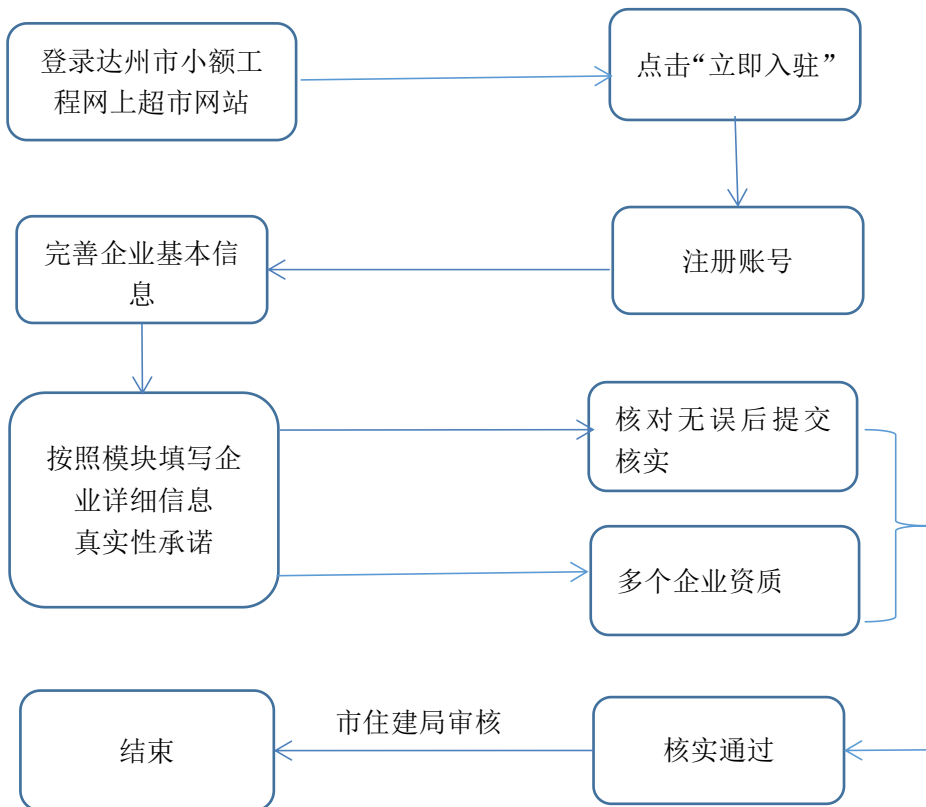 登录达州市小额工
程网上超市网站
点击“立即入驻”
注册账号
完善企业基本信
息
按照模块填写企
业详细信息
真实性承诺
核对无误后提交
核实
多个企业资质
核实通过
市住建局审核
结束